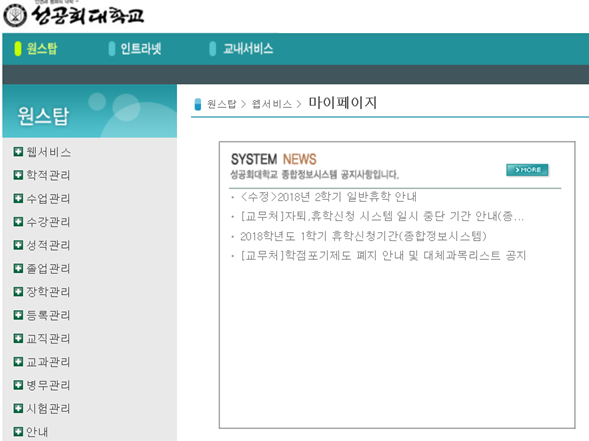 성공회대학교
원스탑 인트라넷 교내서비스
원스탑
원스탑 > 웹서비스 > 마이페이지
웹서비스
학적관리
수업관리
수강관리
성적관리
졸업관리
장학관리
등록관리
교직관리
교과관리
병무관리
시험관리
안내
SYSTEM NEWS
성공회대학교 종합정보시스템 공지사항입니다.
MORE
<수정>2018년 2학기 일반휴학 안내
[교무처]자퇴,휴학신청 시스템 일시 중단 기간 안내(종...
2018학년도 1학기 휴학신청기간(종합정보시스템)
[교무처]학점포기제도 폐지 안내 및 대체과목리스트 공지